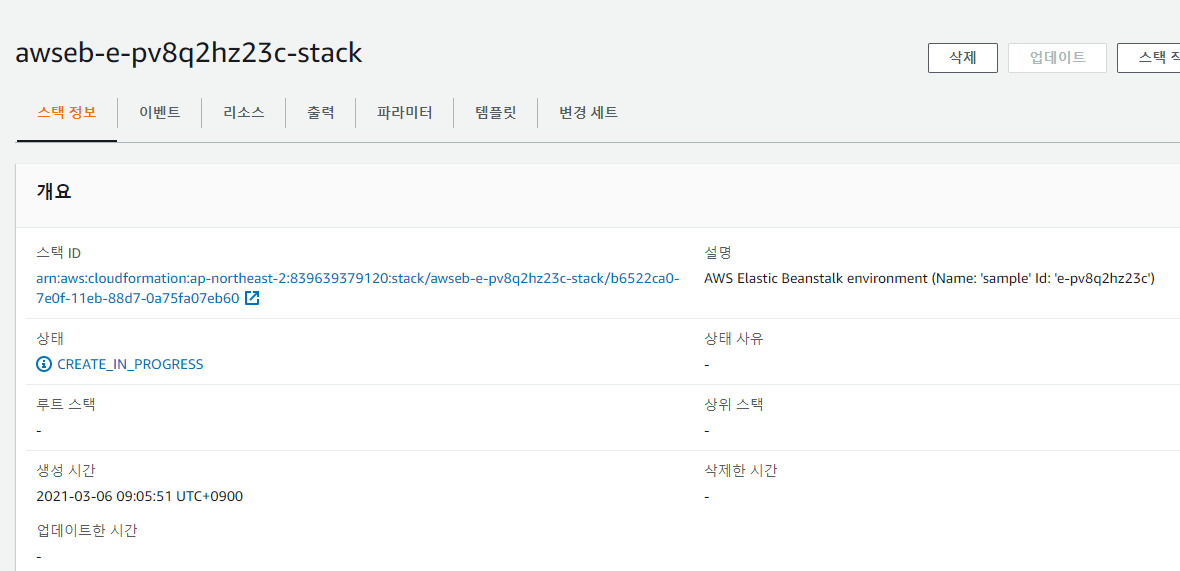 awseb-e-pv8q2hz23c-stack
삭제
업데이트
스택 작
스택 정보
이벤트
리소스
출력
파라미터
템플릿
변경 세트
개요
스택 ID
arn:aws:cloudformation:ap-northeast-2:839639379120:stack/awseb-e-pv8q2hz23c-stack/b6522ca0-
7e0f-11eb-88d7-0a75fa07eb60
설명
AWS Elastic Beanstalk environment (Name: 'sample' Id: 'e-pv8q2hz23c')
상태
CREATE_IN_PROGRESS
상태 사유
-
루트 스택
-
상위 스택
-
생성 시간
2021-03-06 09:05:51 UTC+0900
삭제한 시간
-
업데이트한 시간
-